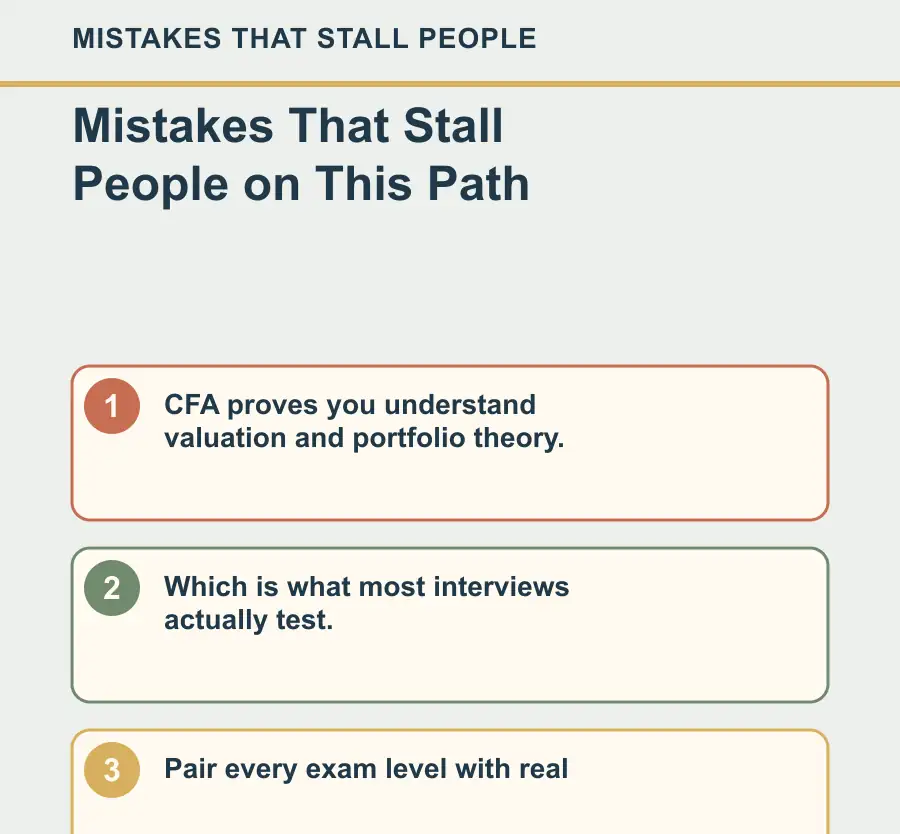 MISTAKES THAT STALL PEOPLE
Mistakes That Stall
People on This Path
1
CFA proves you understand
valuation and portfolio theory.
2
Which is what most interviews
actually test.
3
Pair every exam level with real